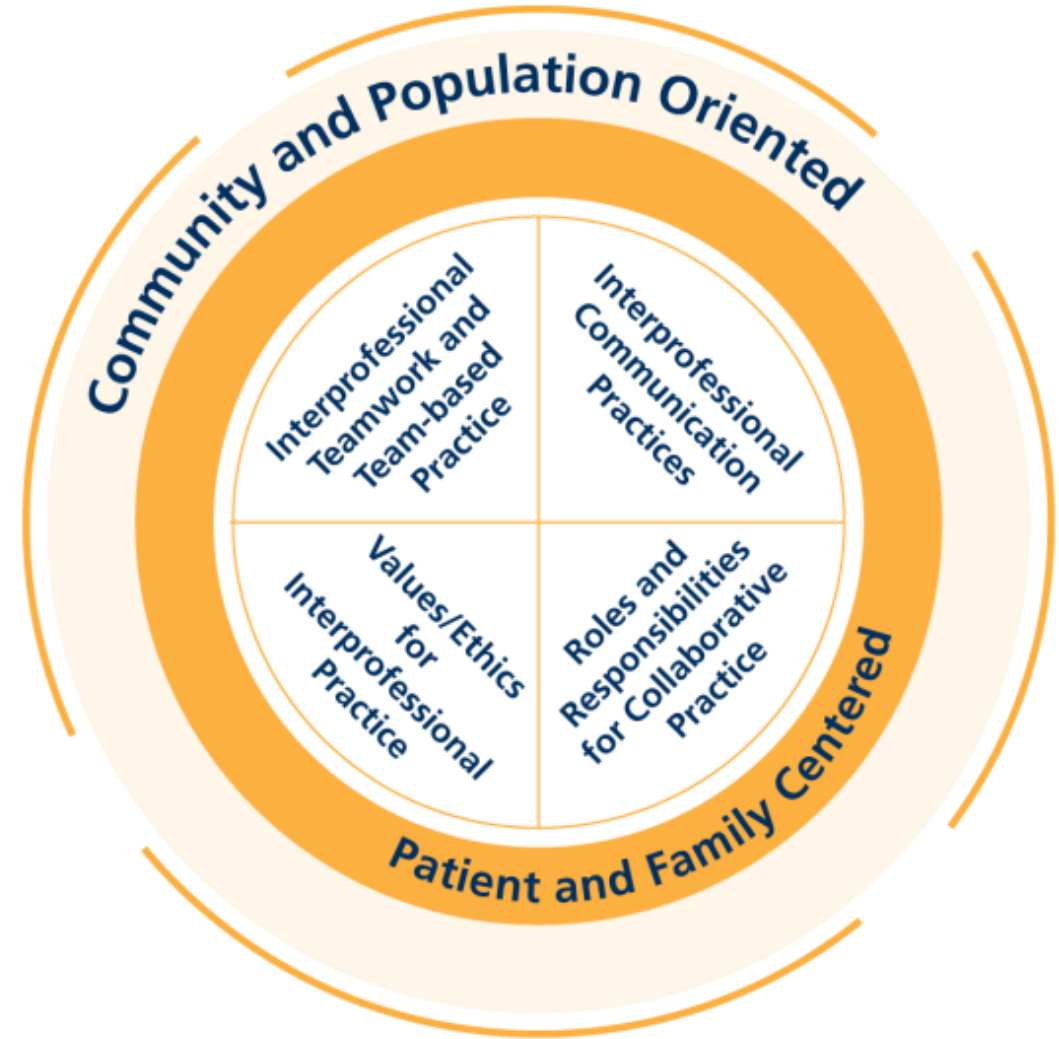 Community and Population Oriented
Interprofessional
Teamwork and
Team-based
Practice
Interprofessional
Communication
Practices
Values/Ethics
for
Interprofessional
Practice
Roles and
Responsibilities
for Collaborative
Practice
Patient and Family Centered